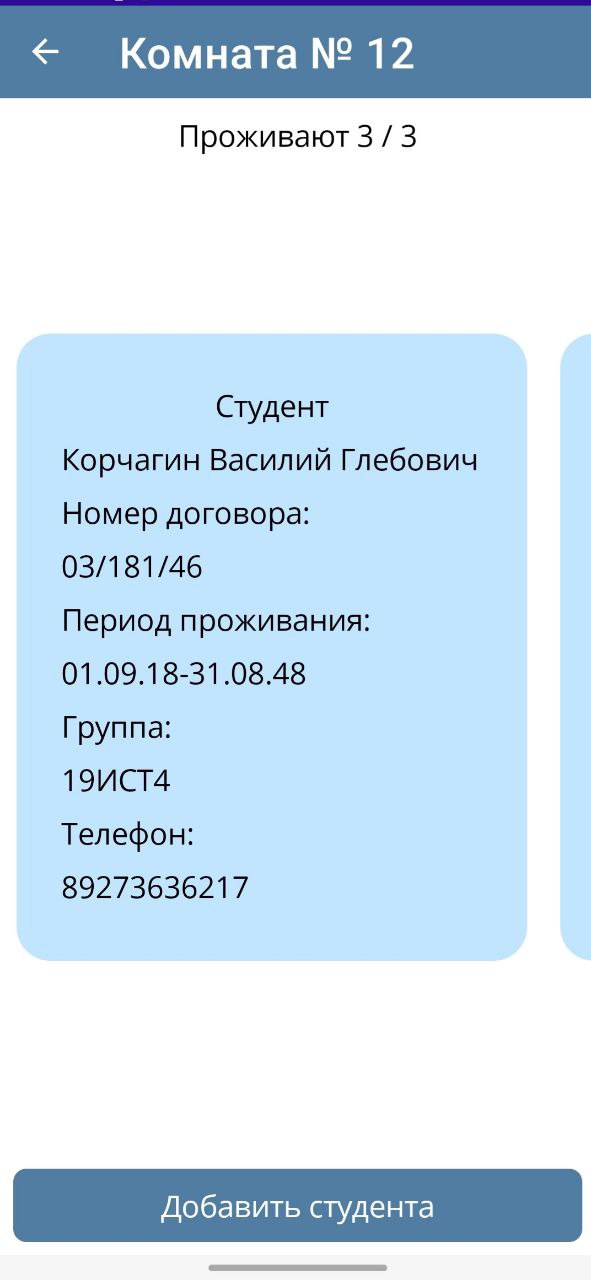 Комната № 12
Проживают 3 / 3
Студент
Корчагин Василий Глебович
Номер договора:
03/181/46
Период проживания:
01.09.18-31.08.48
Группа:
19ИСТ4
Телефон:
89273636217
Добавить студента